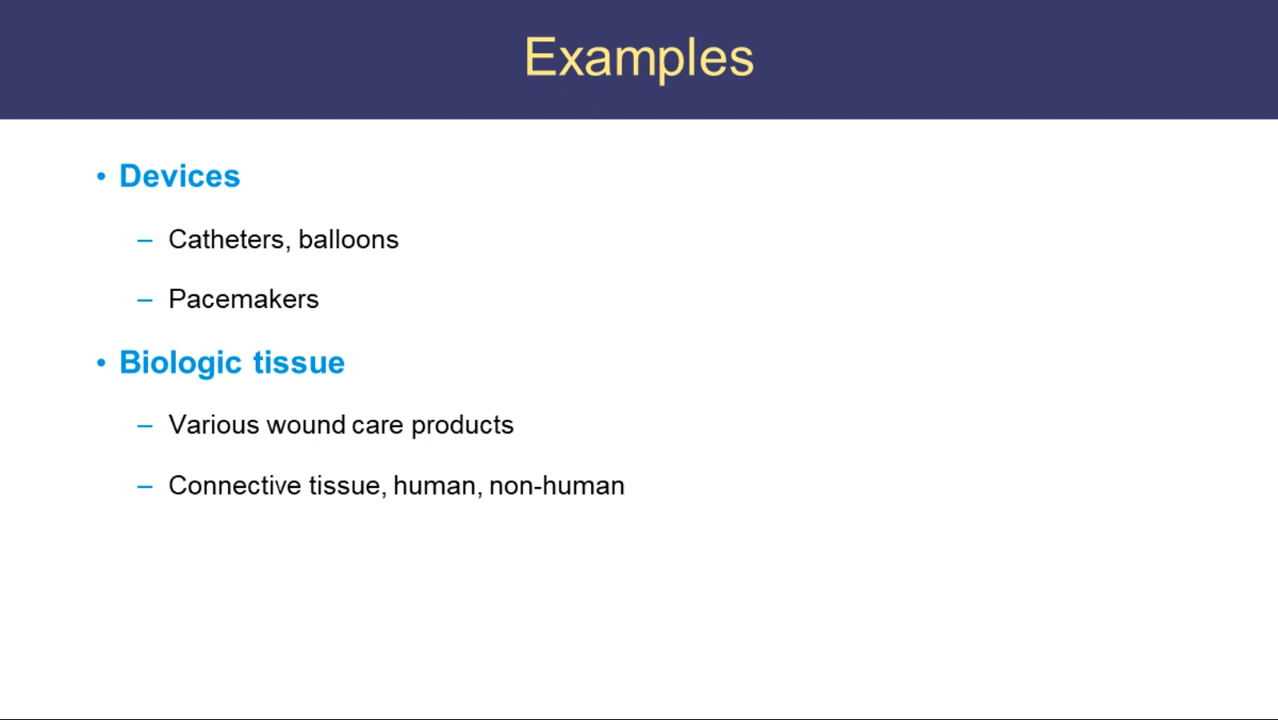 Examples
• Devices
– Catheters, balloons
– Pacemakers
• Biologic tissue
– Various wound care products
– Connective tissue, human, non-human